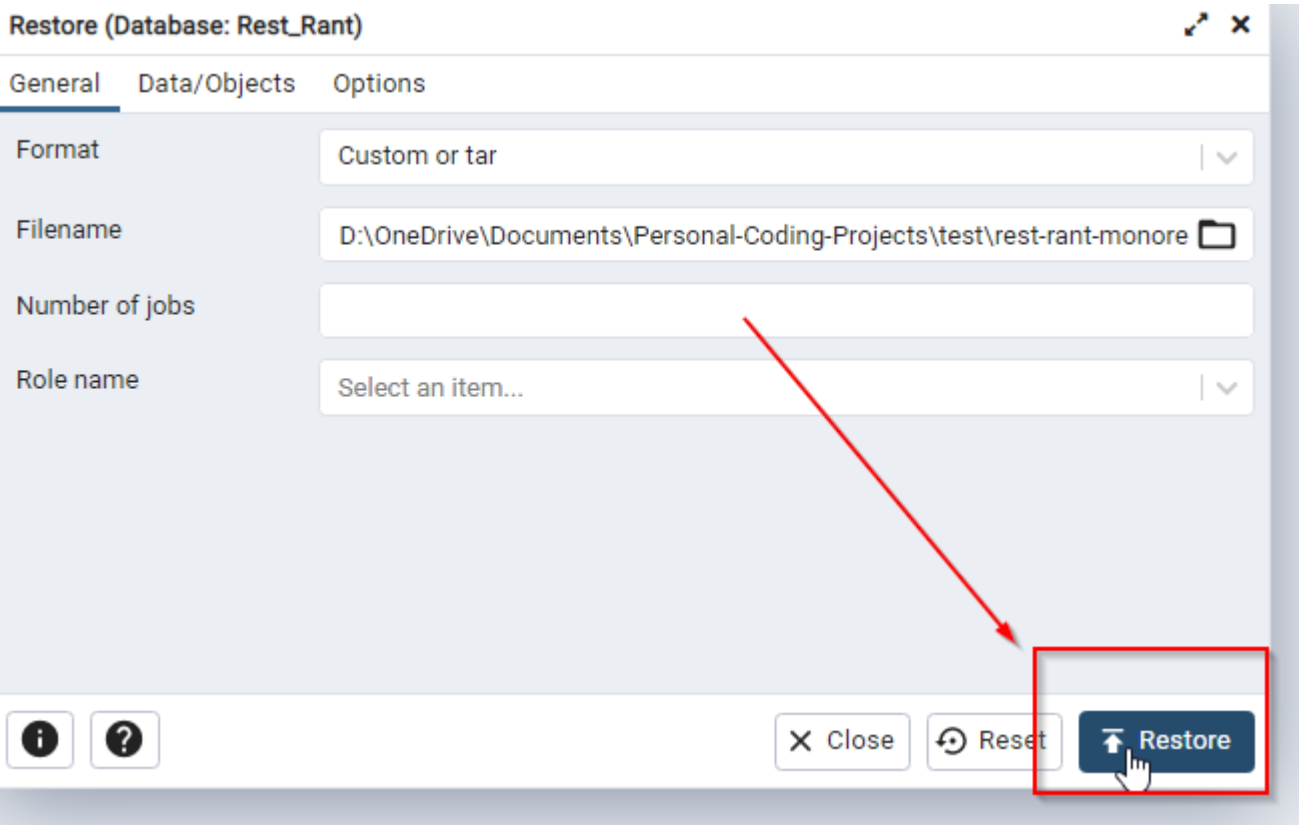 Restore (Database: Rest_Rant)
General Data/Objects Options
Format Custom or tar
Filename D:\OneDrive\Documents\Personal-Coding-Projects\test\rest-rant-monore
Number of jobs
Role name Select an item...
Close Reset Restore